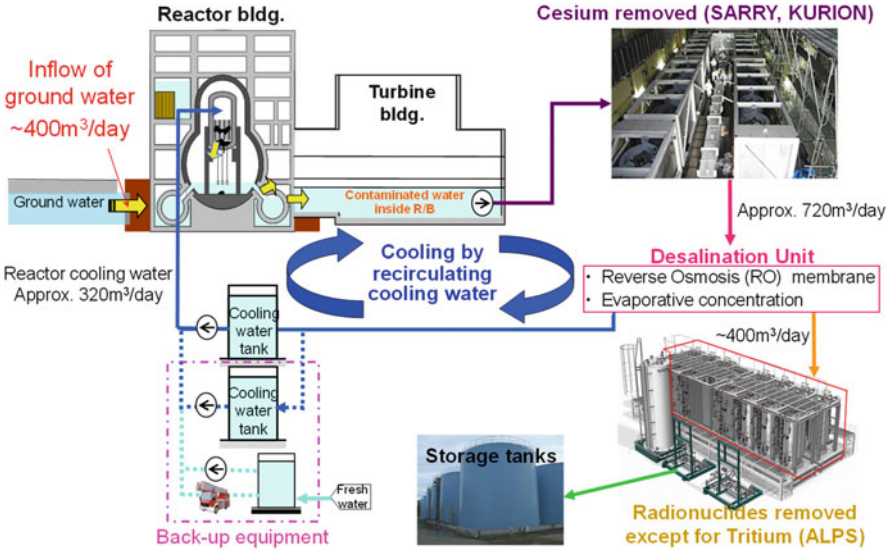 Reactor bldg.
Cesium removed (SARRY, KURION)
Inflow of
ground water
~400m³/day
Turbine
bldg.
Ground water
Contaminated water
inside R/B
Approx. 720m³/day
Reactor cooling water
Approx. 320m³/day
Cooling by
recirculating
cooling water
Desalination Unit
・ Reverse Osmosis (RO) membrane
・ Evaporative concentration
~400m³/day
Cooling
water
tank
Cooling
water
tank
Fresh
water
Back-up equipment
Storage tanks
Radionuclides removed
except for Tritium (ALPS)